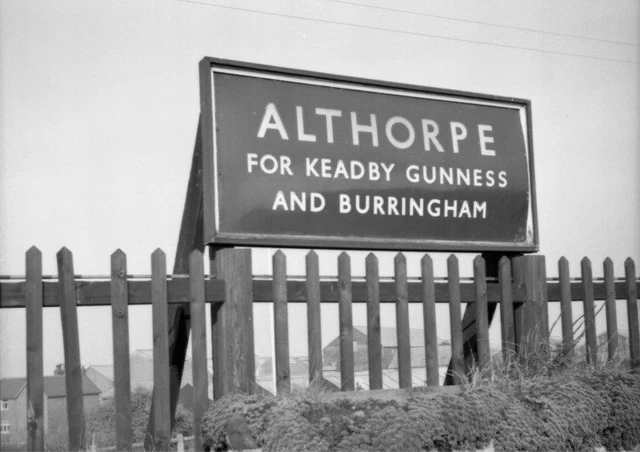 ALTHORPE
FOR KEADBY GUNNESS
AND BURRINGHAM